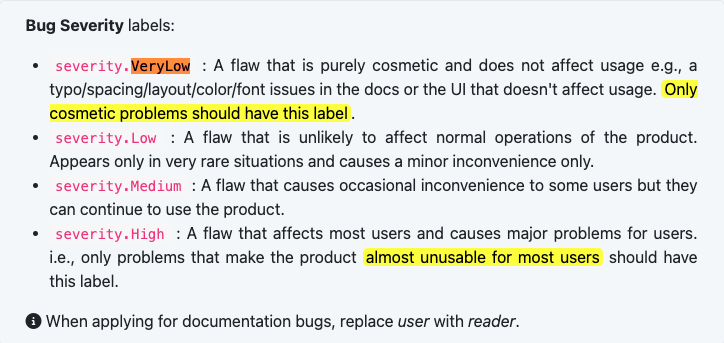 Bug Severity labels:
severity.VeryLow : A flaw that is purely cosmetic and does not affect usage e.g., a
typo/spacing/layout/color/font issues in the docs or the UI that doesn't affect usage. Only
cosmetic problems should have this label.
severity.Low : A flaw that is unlikely to affect normal operations of the product.
Appears only in very rare situations and causes a minor inconvenience only.
severity.Medium : A flaw that causes occasional inconvenience to some users but they
can continue to use the product.
severity.High : A flaw that affects most users and causes major problems for users.
i.e., only problems that make the product almost unusable for most users should have
this label.
When applying for documentation bugs, replace user with reader.